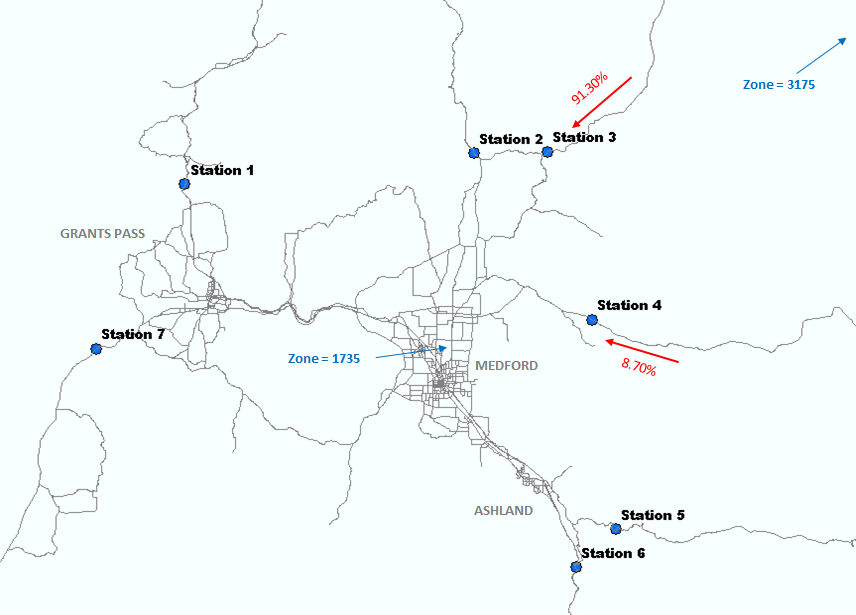 Zone = 3175
91.30%
Station 2
Station 3
Station 1
GRANTS PASS
Station 4
Station 7
Zone = 1735
MEDFORD
8.70%
ASHLAND
Station 5
Station 6